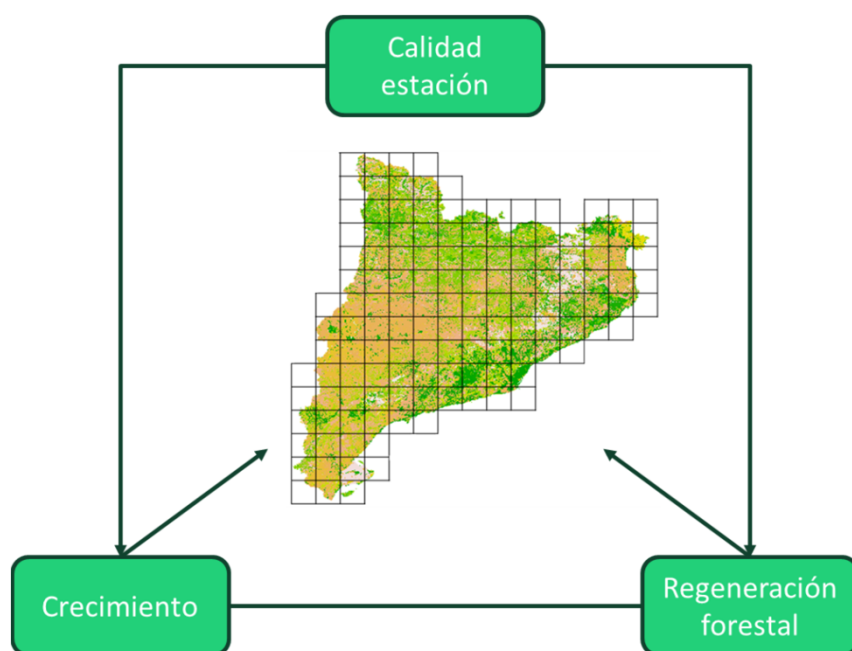 Calidad
estación
Crecimiento
Regeneración
forestal